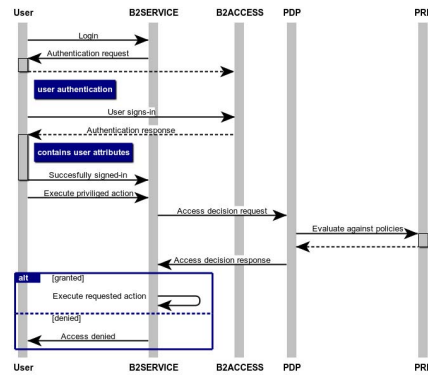 User B2SERVICE B2ACCESS PDP PRP
Login
Authentication request
user authentication
User signs-in
Authentication response
contains user attributes
Succesfully signed-in
Execute priviliged action
Access decision request
Evaluate against policies
Access decision response
alt [granted]
Execute requested action
[denied]
Access denied
User B2SERVICE B2ACCESS PDP